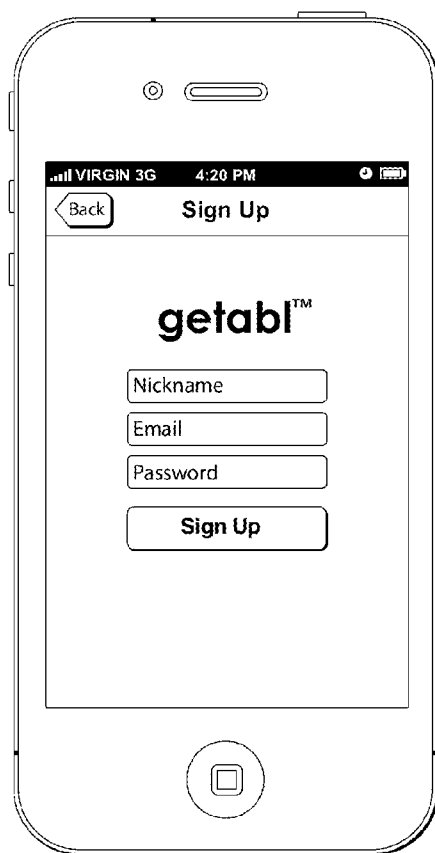 VIRGIN 3G 4:20 PM
Back Sign Up
getabl™
Nickname
Email
Password
Sign Up